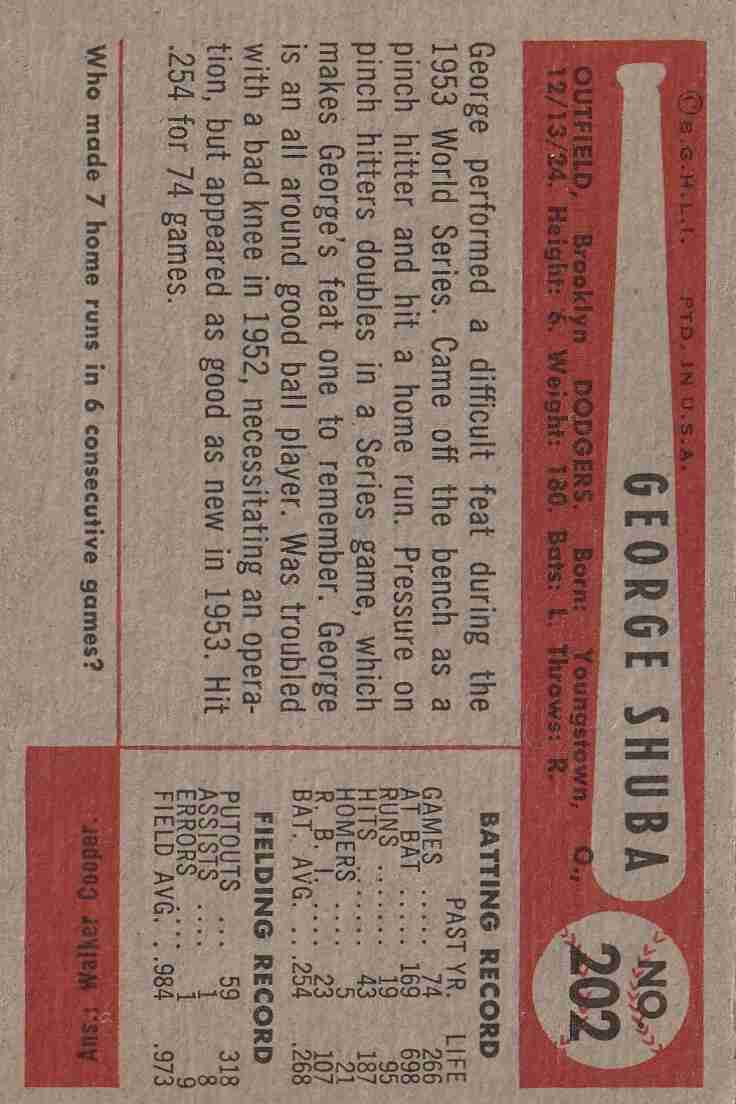 © B.G.H.L.I. PTD. IN U.S.A.
GEORGE SHUBA
NO.
202
OUTFIELD, Brooklyn DODGERS. Born: Youngstown, O.,
12/13/24. Height: 6. Weight: 180. Bats: L. Throws: R.
George performed a difficult feat during the
1953 World Series. Came off the bench as a
pinch hitter and hit a home run. Pressure on
pinch hitters doubles in a Series game, which
makes George's feat one to remember. George
is an all around good ball player. Was troubled
with a bad knee in 1952, necessitating an opera-
tion, but appeared as good as new in 1953. Hit
.254 for 74 games.
BATTING RECORD
PAST YR. LIFE
GAMES ..... 74 266
AT BAT ..... 169 698
RUNS ....... 19 95
HITS ....... 43 187
HOMERS .... 5 21
R. B. I. .... 23 107
BAT. AVG. .. .254 .268
FIELDING RECORD
PUTOUTS ... 59 318
ASSISTS .... 1 8
ERRORS .... 1 9
FIELD AVG. . .984 .973
Who made 7 home runs in 6 consecutive games?
Ans: Walker Cooper.